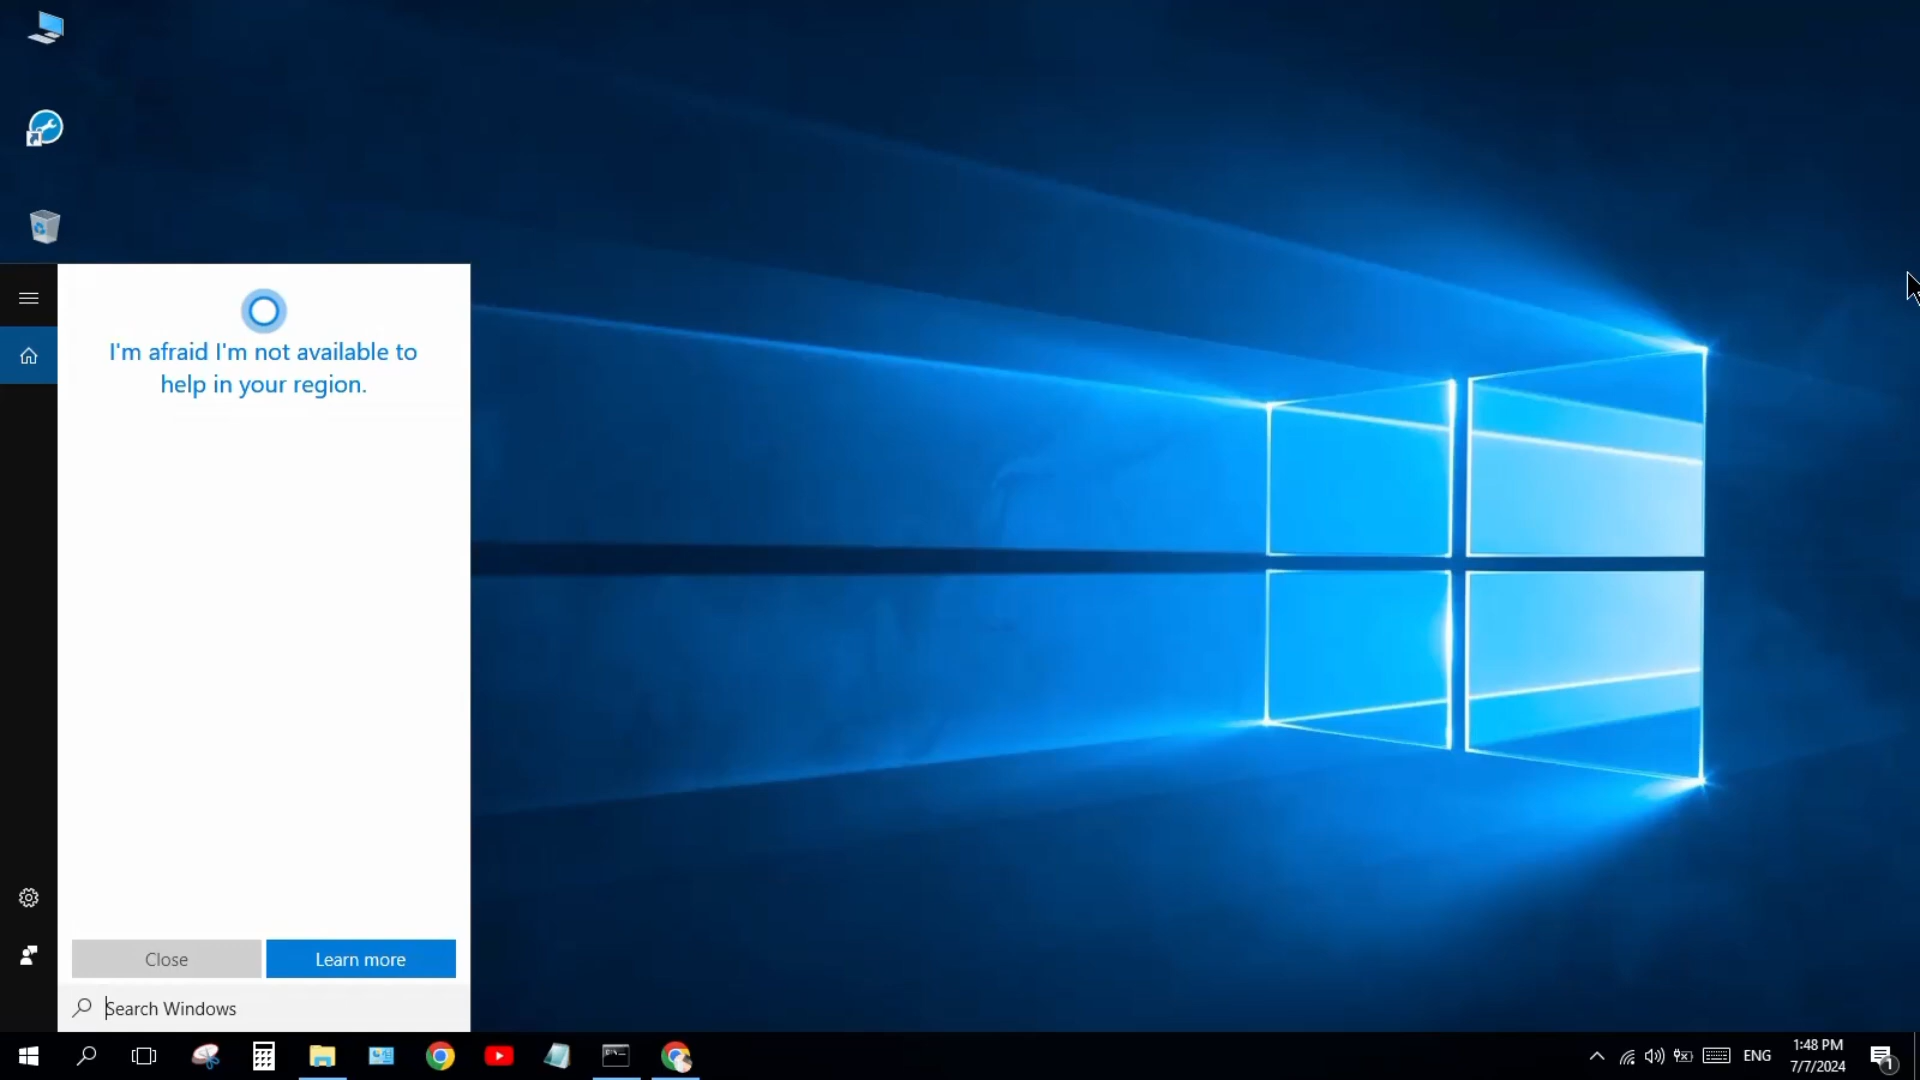 I'm afraid I'm not available to
help in your region.
Close
Learn more
Search Windows
ENG
1:48 PM
7/7/2024
1